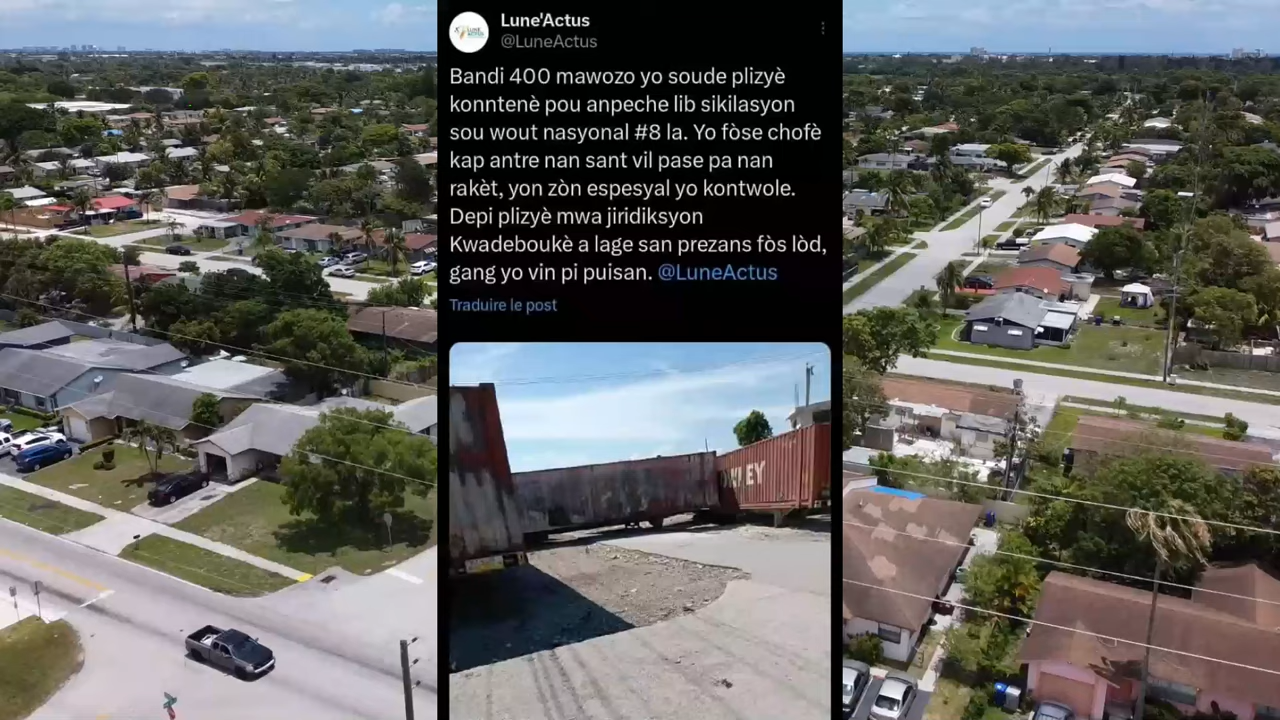 Lune'Actus
@LuneActus
Bandi 400 mawozo yo soude plizyè
konntenè pou anpeche lib sikilasyon
sou wout nasyonal #8 la. Yo fòse chofè
kap antre nan sant vil pase pa nan
rakèt, yon zòn espesyal yo kontwole.
Depi plizyè mwa jiridiksyon
Kwadeboukè a lage san prezans fòs lòd,
gang yo vin pi puisan. @LuneActus
Traduire le post